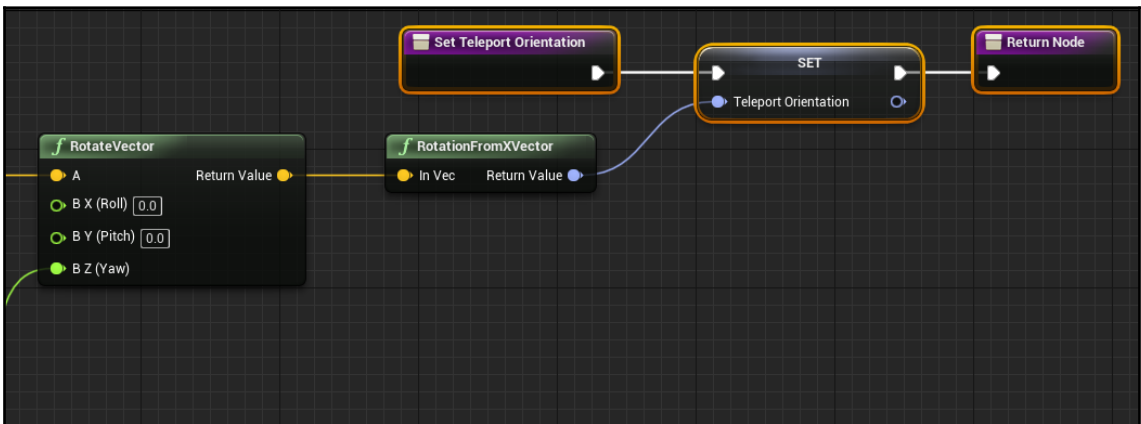 Set Teleport Orientation
SET
Teleport Orientation
Return Node
f RotateVector
A
Return Value
B X (Roll) 0.0
B Y (Pitch) 0.0
B Z (Yaw)
f RotationFromXVector
In Vec
Return Value